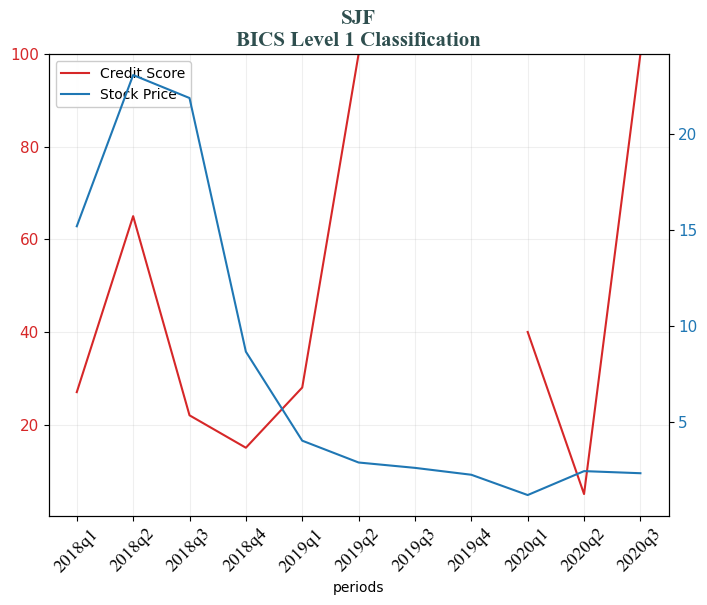 SJF
BICS Level 1 Classification
Credit Score
Stock Price
100
80
60
40
20
20
15
10
5
2018q1
2018q2
2018q3
2018q4
2019q1
2019q2
2019q3
2019q4
2020q1
2020q2
2020q3
periods